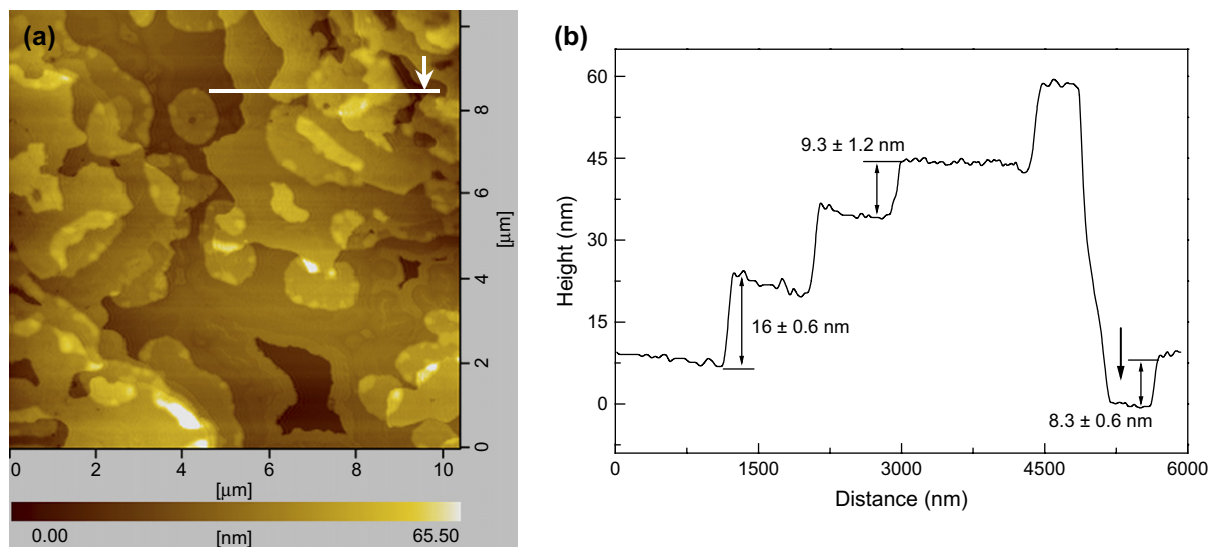 (a)
8
6
4
2
0
[μm]
0 2 4 6 8 10
[μm]
0.00 [nm] 65.50
(b)
60
45
30
15
0
Height (nm)
9.3 ± 1.2 nm
16 ± 0.6 nm
8.3 ± 0.6 nm
0 1500 3000 4500 6000
Distance (nm)